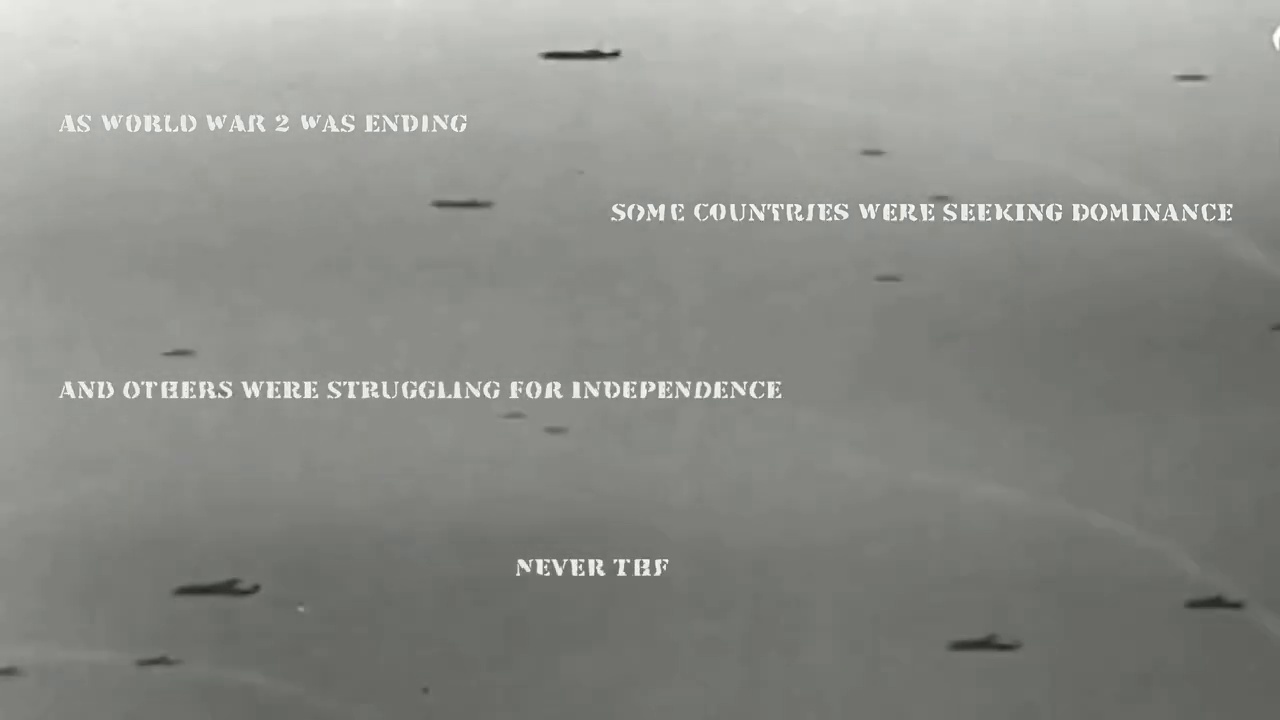 AS WORLD WAR 2 WAS ENDING
SOME COUNTRIES WERE SEEKING DOMINANCE
AND OTHERS WERE STRUGGLING FOR INDEPENDENCE
NEVER